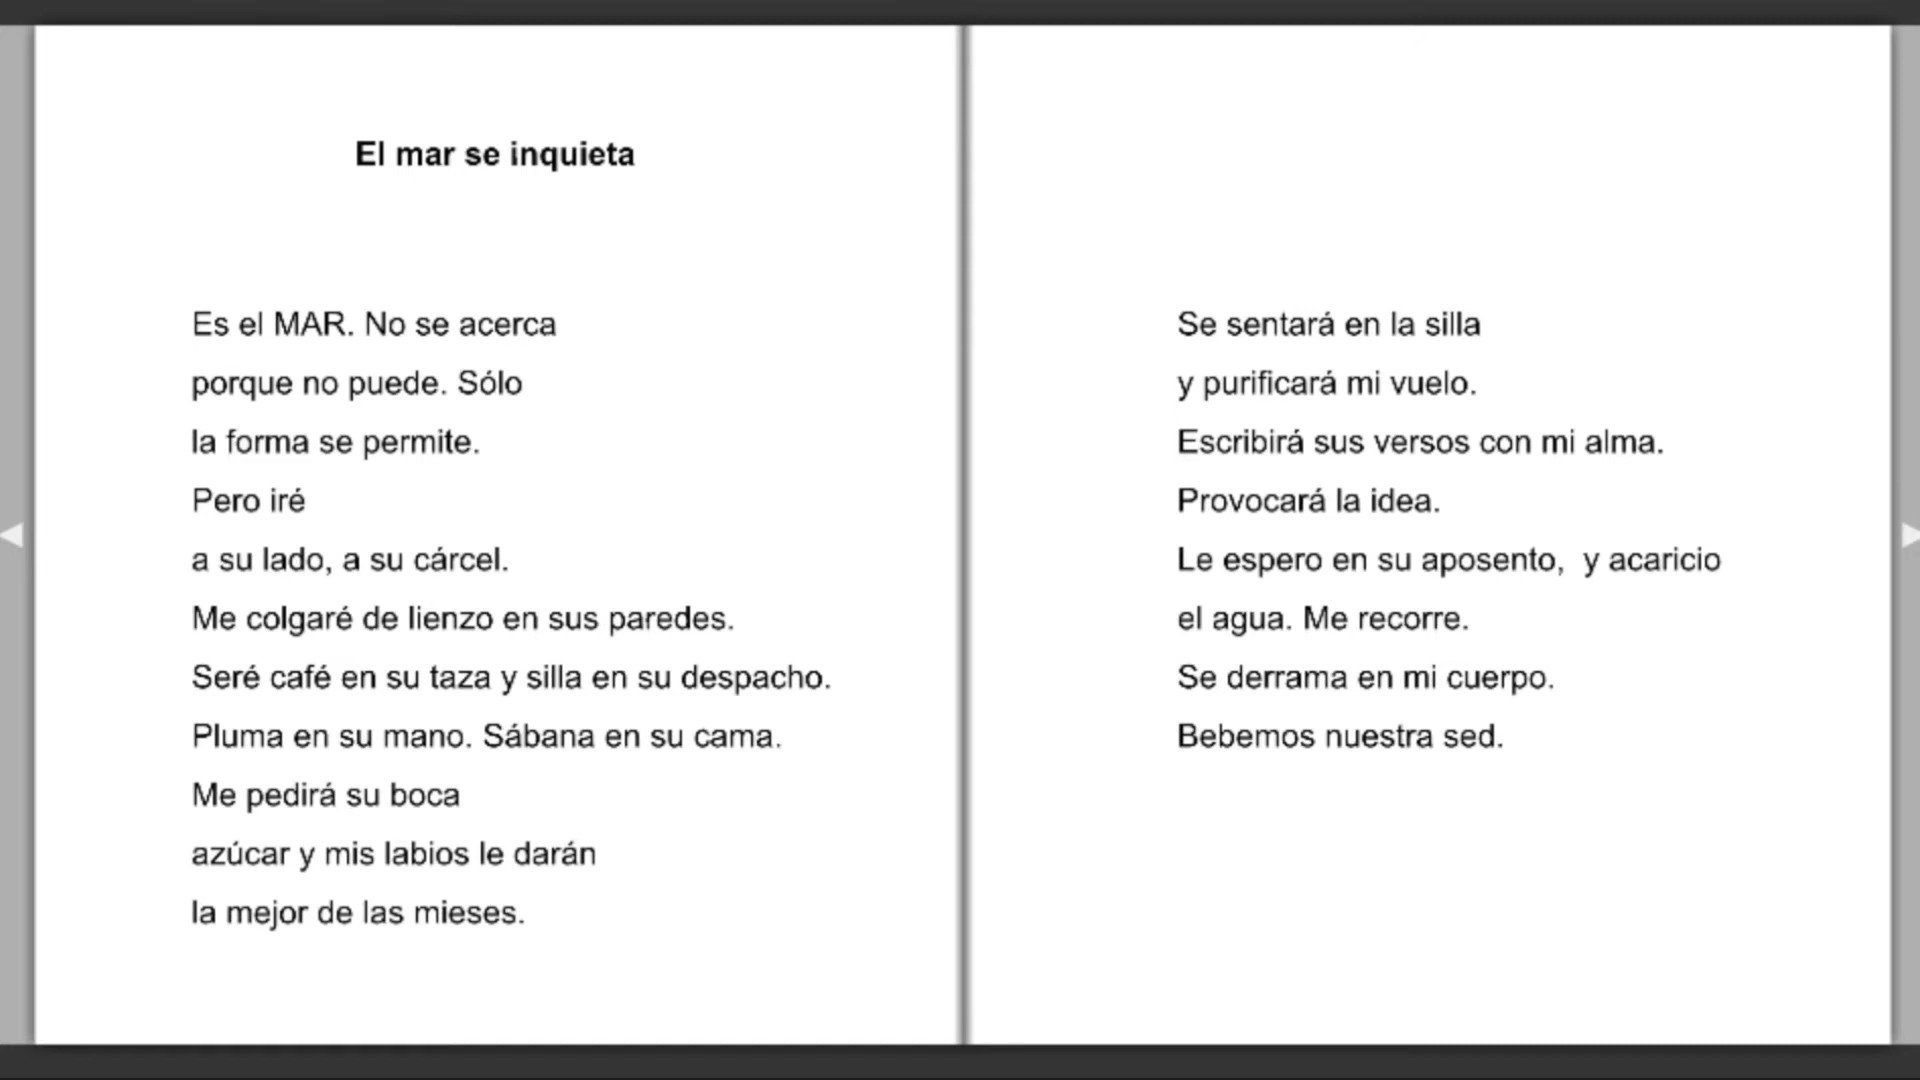 El mar se inquieta
Es el MAR. No se acerca
porque no puede. Sólo
la forma se permite.
Pero iré
a su lado, a su cárcel.
Me colgaré de lienzo en sus paredes.
Seré café en su taza y silla en su despacho.
Pluma en su mano. Sábana en su cama.
Me pedirá su boca
azúcar y mis labios le darán
la mejor de las mieses.
Se sentará en la silla
y purificará mi vuelo.
Escribirá sus versos con mi alma.
Provocará la idea.
Le espero en su aposento,  y acaricio
el agua. Me recorre.
Se derrama en mi cuerpo.
Bebemos nuestra sed.